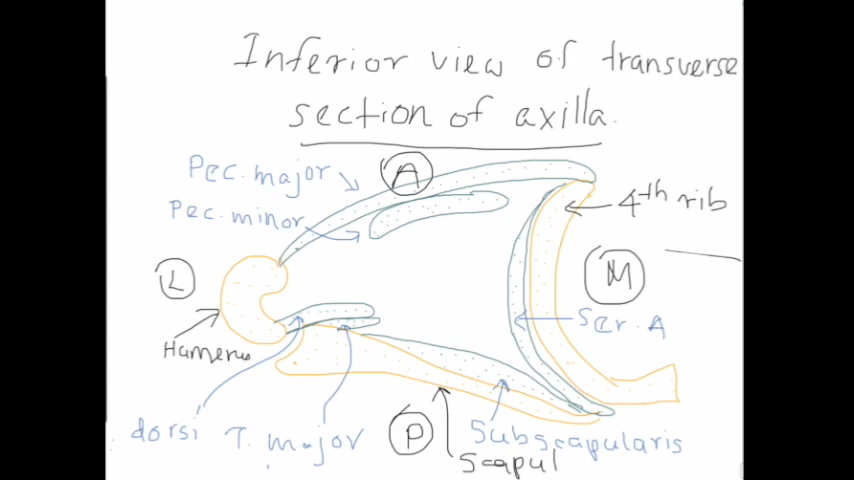 Inferior view of transverse
section of axilla.
Pec. major
A
Pec. minor
4th rib
L
M
Humerus
Ser. A
dorsi
T. major
P
Subscapularis
Scapul